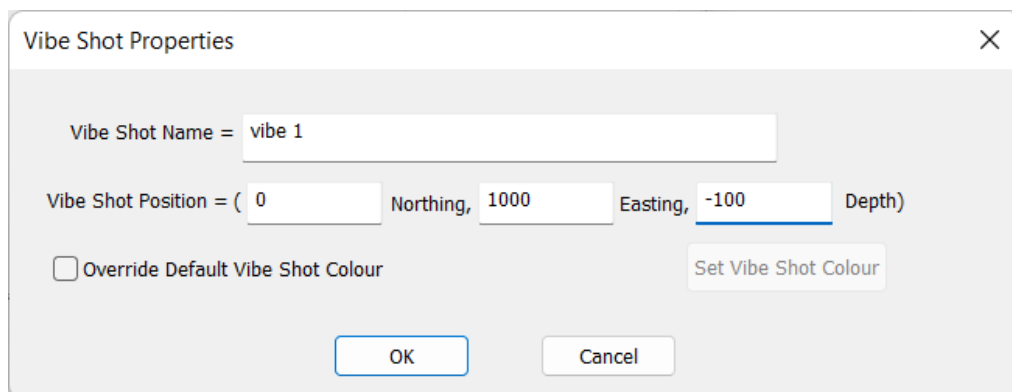 Vibe Shot Properties
Vibe Shot Name = vibe 1
Vibe Shot Position = ( 0 Northing, 1000 Easting, -100 Depth)
Override Default Vibe Shot Colour Set Vibe Shot Colour
OK Cancel